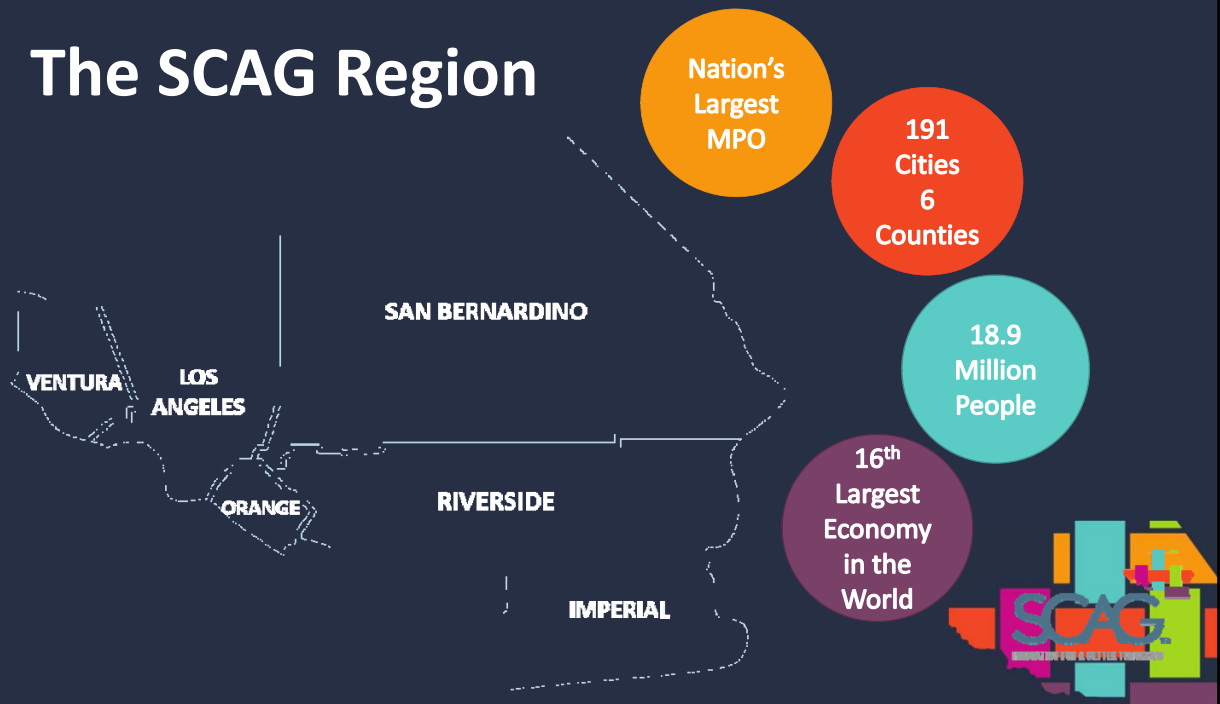 The SCAG Region
Nation's
Largest
MPO
191
Cities
6
Counties
18.9
Million
People
16th
Largest
Economy
in the
World
SAN BERNARDINO
VENTURA
LOS
ANGELES
ORANGE
RIVERSIDE
IMPERIAL
SCAG